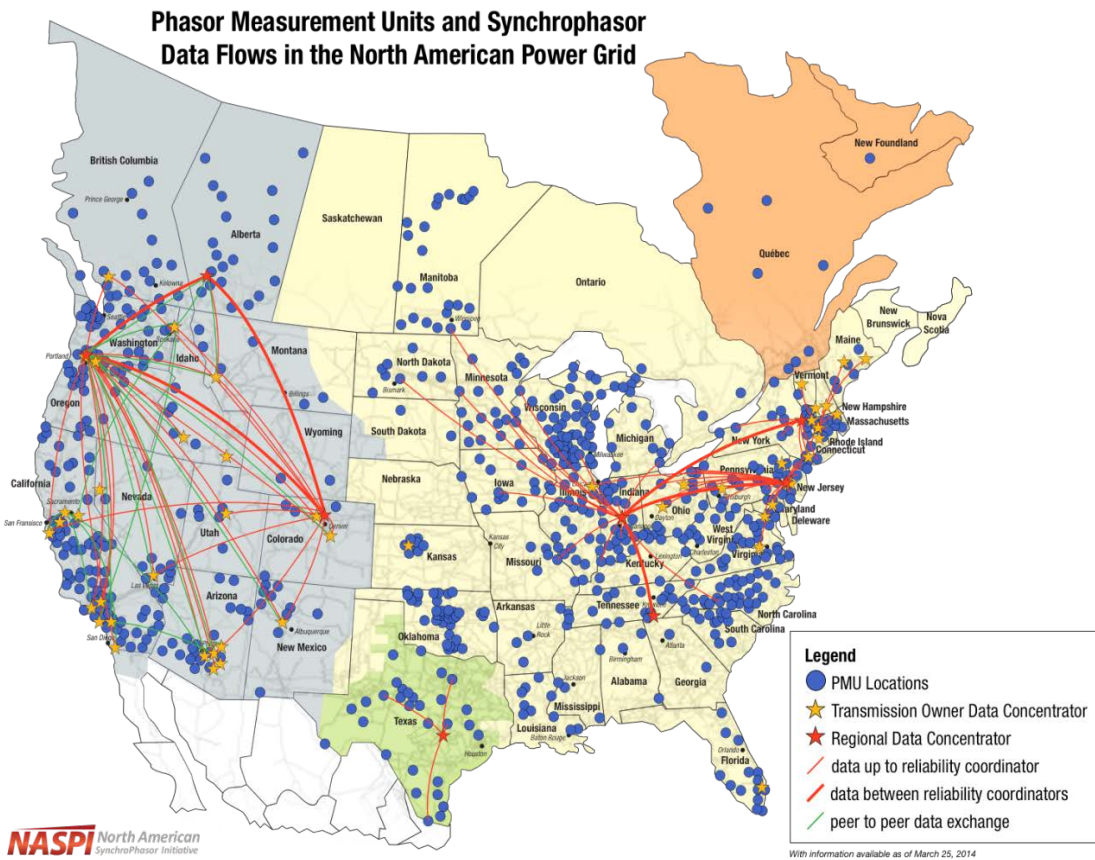 Phasor Measurement Units and Synchrophasor
Data Flows in the North American Power Grid
British Columbia
Prince George
Alberta
Saskatchewan
Manitoba
Winnipeg
Ontario
Québec
New Foundland
New
Brunswick
Nova
Scotia
Maine
Kelowna
Seattle
Washington
Spokane
Portland
Idaho
Montana
Billings
Oregon
Wyoming
North Dakota
Bismark
South Dakota
Minnesota
Wisconsin
Milwaukee
Michigan
Vermont
New Hampshire
Massachusetts
Rhode Island
Connecticut
New York
Pennsylvania
New Jersey
Maryland
Deleware
California
Sacramento
San Fransisco
Nevada
Utah
Colorado
Denver
Nebraska
Iowa
Illinois
Indiana
Ohio
Dayton
West
Virginia
Charleston
Virginia
Kansas
Kansas
City
Missouri
Kentucky
Lexington
Las Vegas
Arizona
San Diego
Albuquerque
New Mexico
Oklahoma
Arkansas
Little
Rock
Tennessee
North Carolina
South Carolina
Atlanta
Birmingham
Alabama
Georgia
Jackson
Mississippi
Texas
Houston
Louisiana
Baton Rouge
Orlando
Florida
Legend
PMU Locations
Transmission Owner Data Concentrator
Regional Data Concentrator
data up to reliability coordinator
data between reliability coordinators
peer to peer data exchange
With information available as of March 25, 2014
NASPI North American
SynchroPhasor Initiative